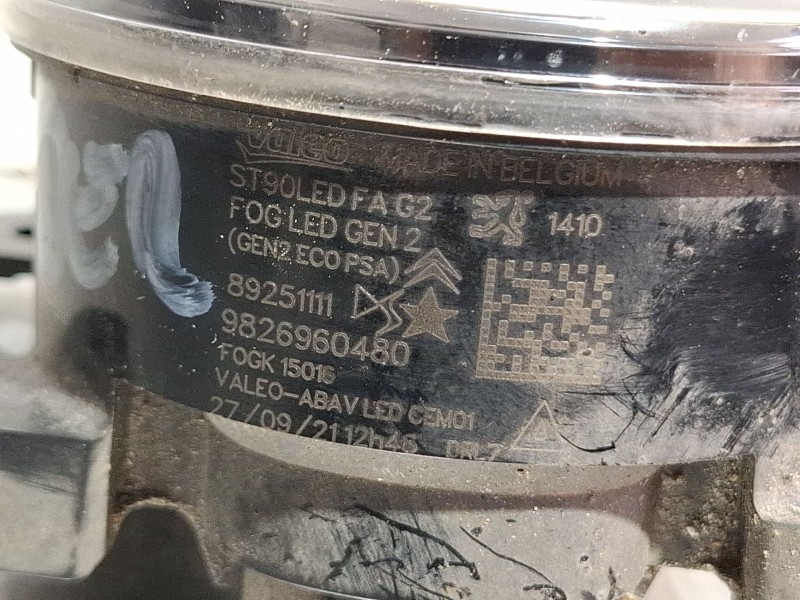 Valeo MADE IN BELGIUM
ST90LED FA G2
FOG LED GEN 2
(GEN2 ECO PSA)
1410
89251111
9826960480
FOGK 15016
VALEO-ABAV LED CEM01
27/09/21 12h46